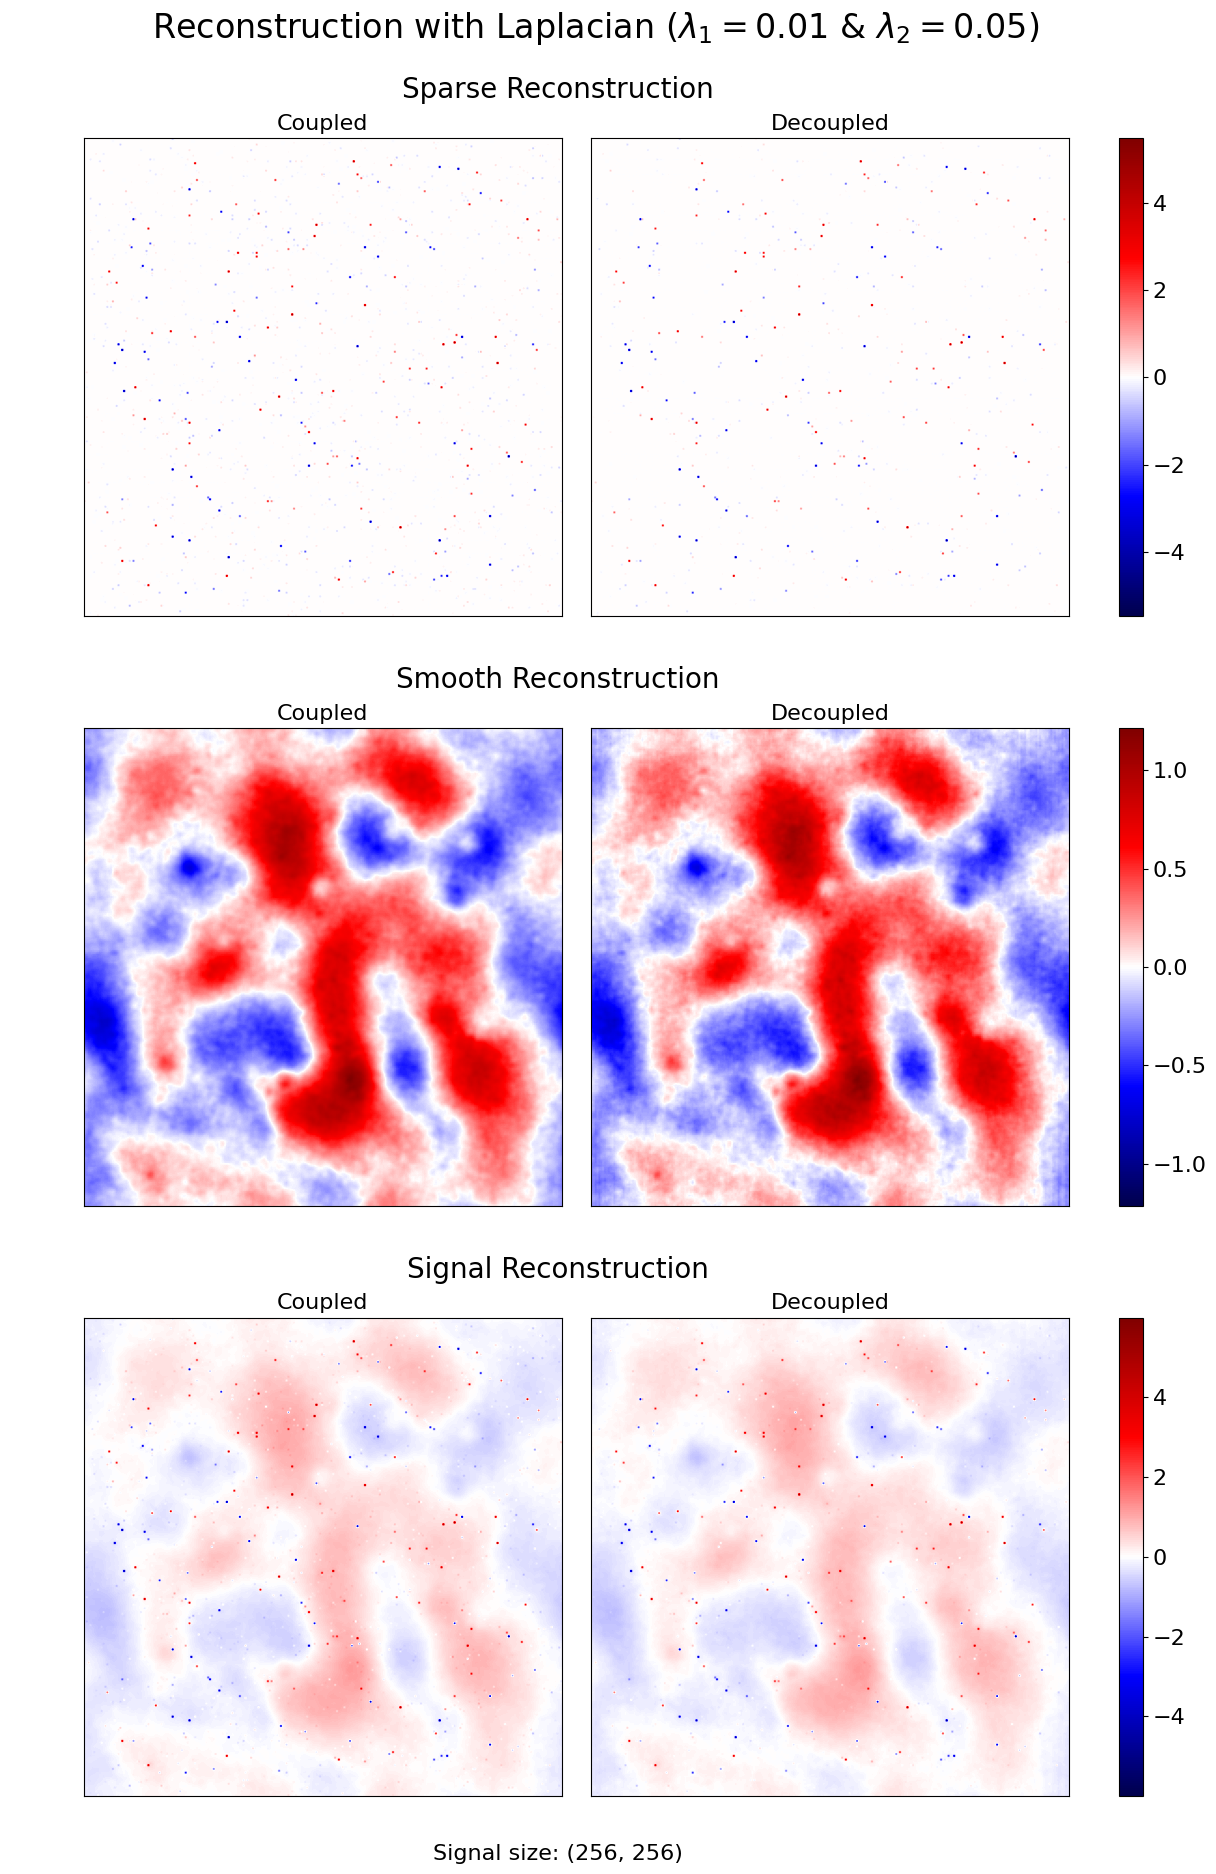 Reconstruction with Laplacian (λ₁ = 0.01 & λ₂ = 0.05)
Sparse Reconstruction
Coupled
Decoupled
4
2
0
−2
−4
Smooth Reconstruction
Coupled
Decoupled
1.0
0.5
0.0
−0.5
−1.0
Signal Reconstruction
Coupled
Decoupled
4
2
0
−2
−4
Signal size: (256, 256)